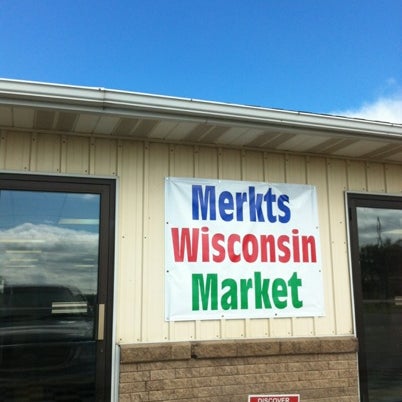 Merkts
Wisconsin
Market
DISCOVER